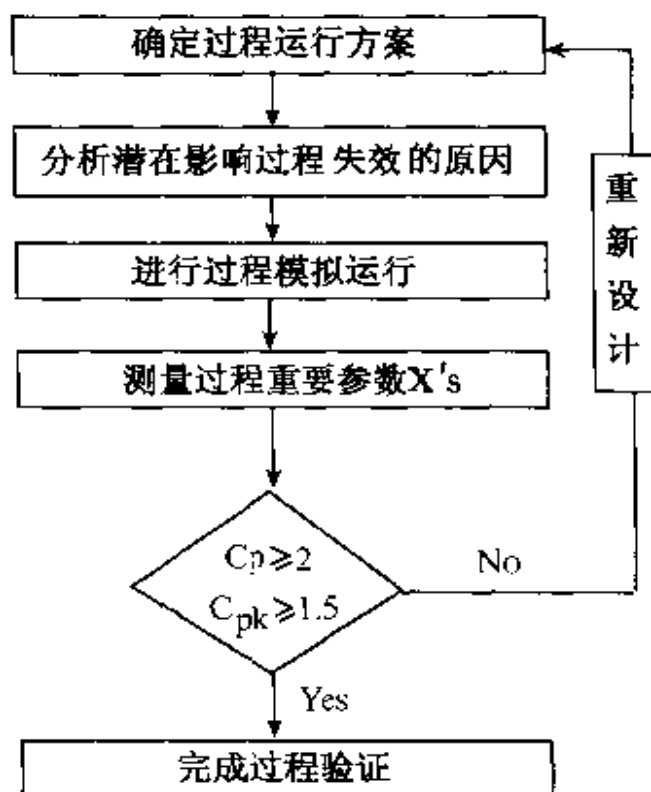 确定过程运行方案
分析潜在影响过程失效的原因
进行过程模拟运行
测量过程重要参数X's
Cp≥2
Cpk≥1.5
No
重
新
设
计
Yes
完成过程验证